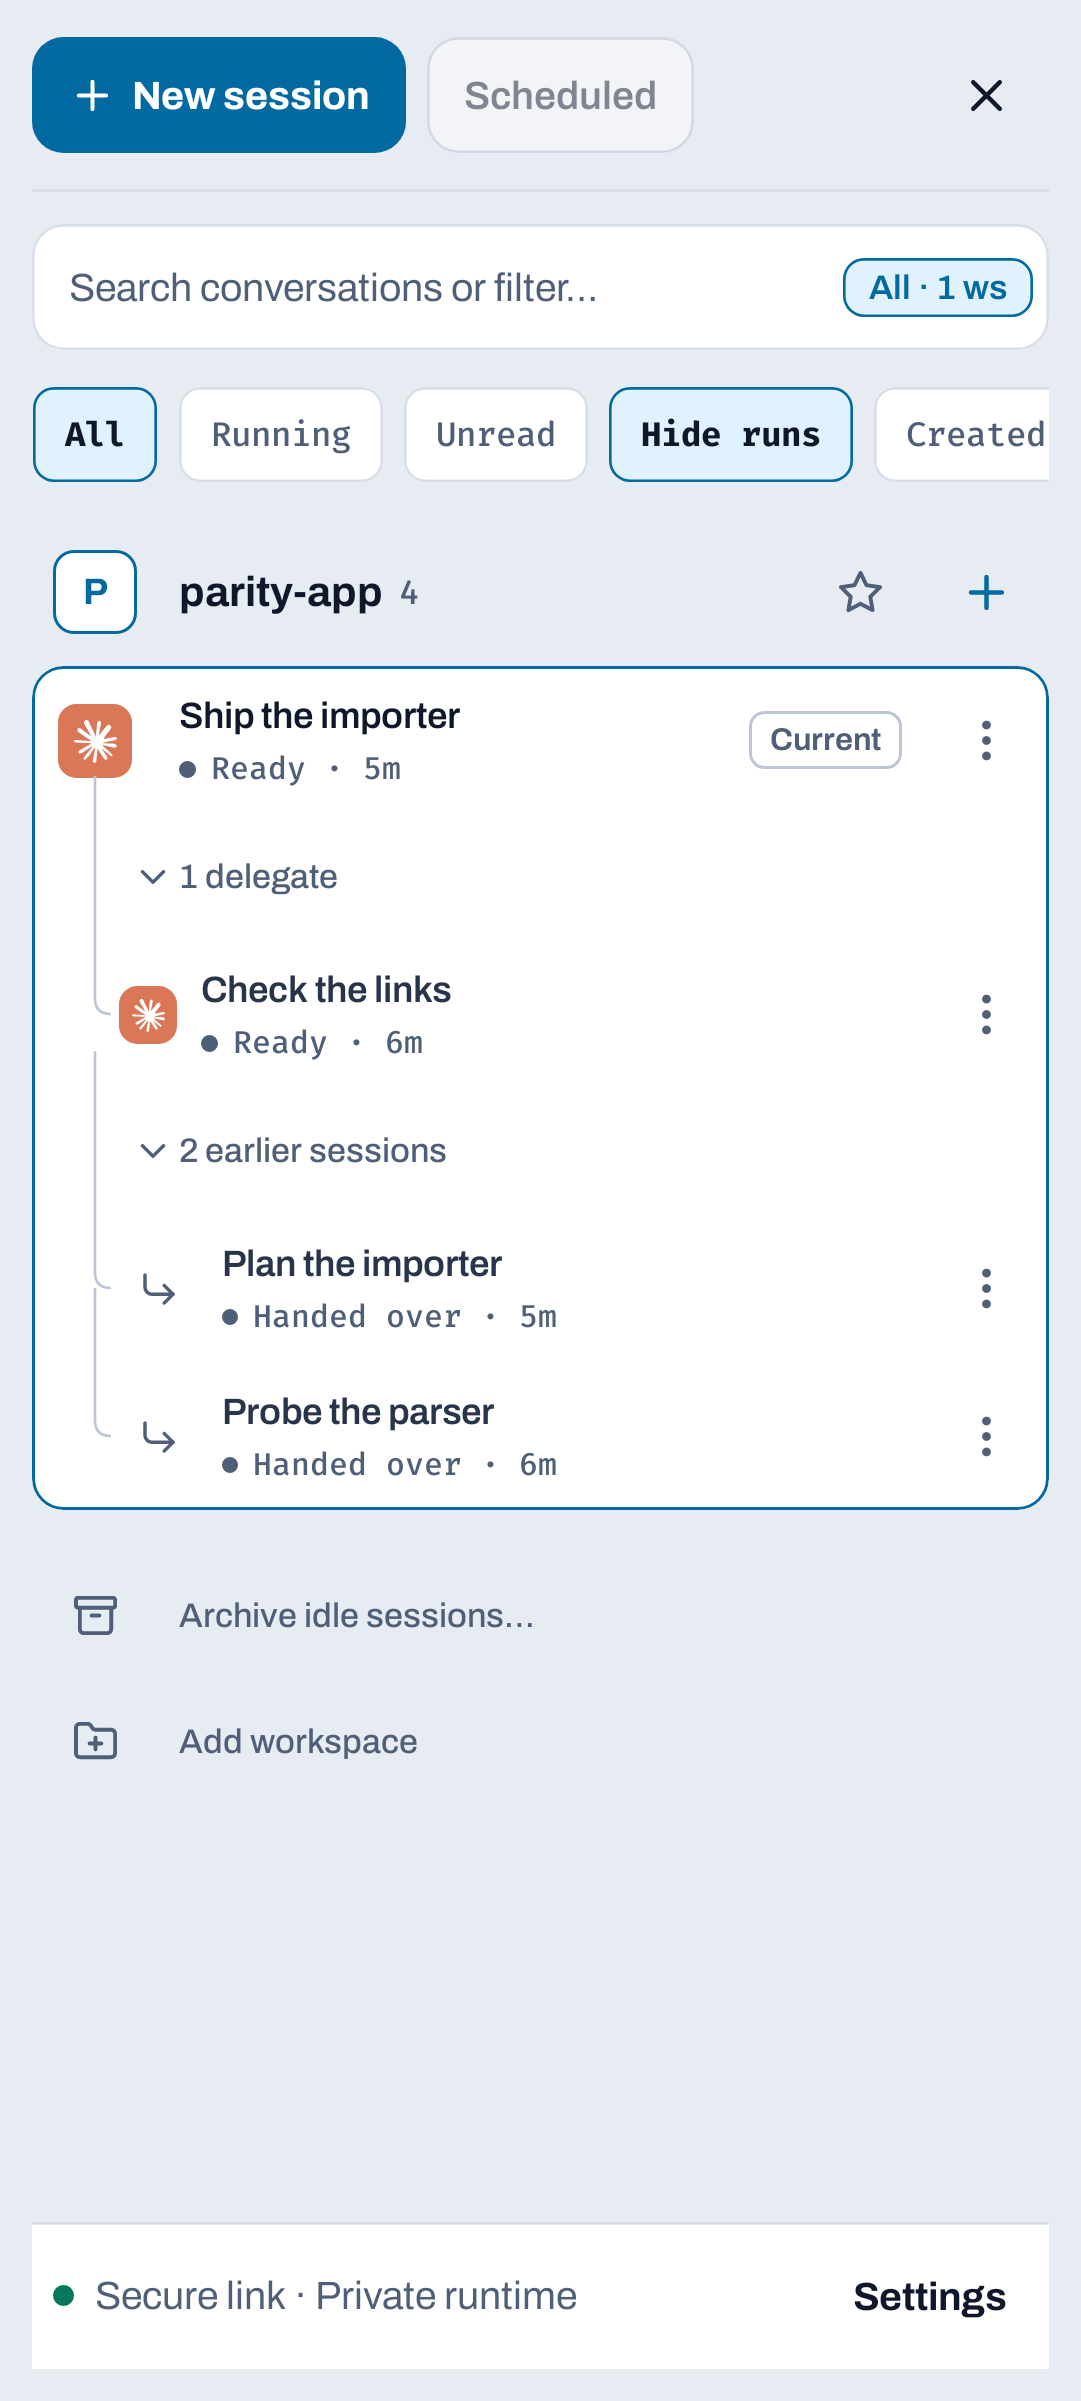 New session
Scheduled
Search conversations or filter...
All · 1 ws
All
Running
Unread
Hide runs
Created
P
parity-app 4
Ship the importer
Ready · 5m
Current
1 delegate
Check the links
Ready · 6m
2 earlier sessions
Plan the importer
Handed over · 5m
Probe the parser
Handed over · 6m
Archive idle sessions...
Add workspace
Secure link · Private runtime
Settings